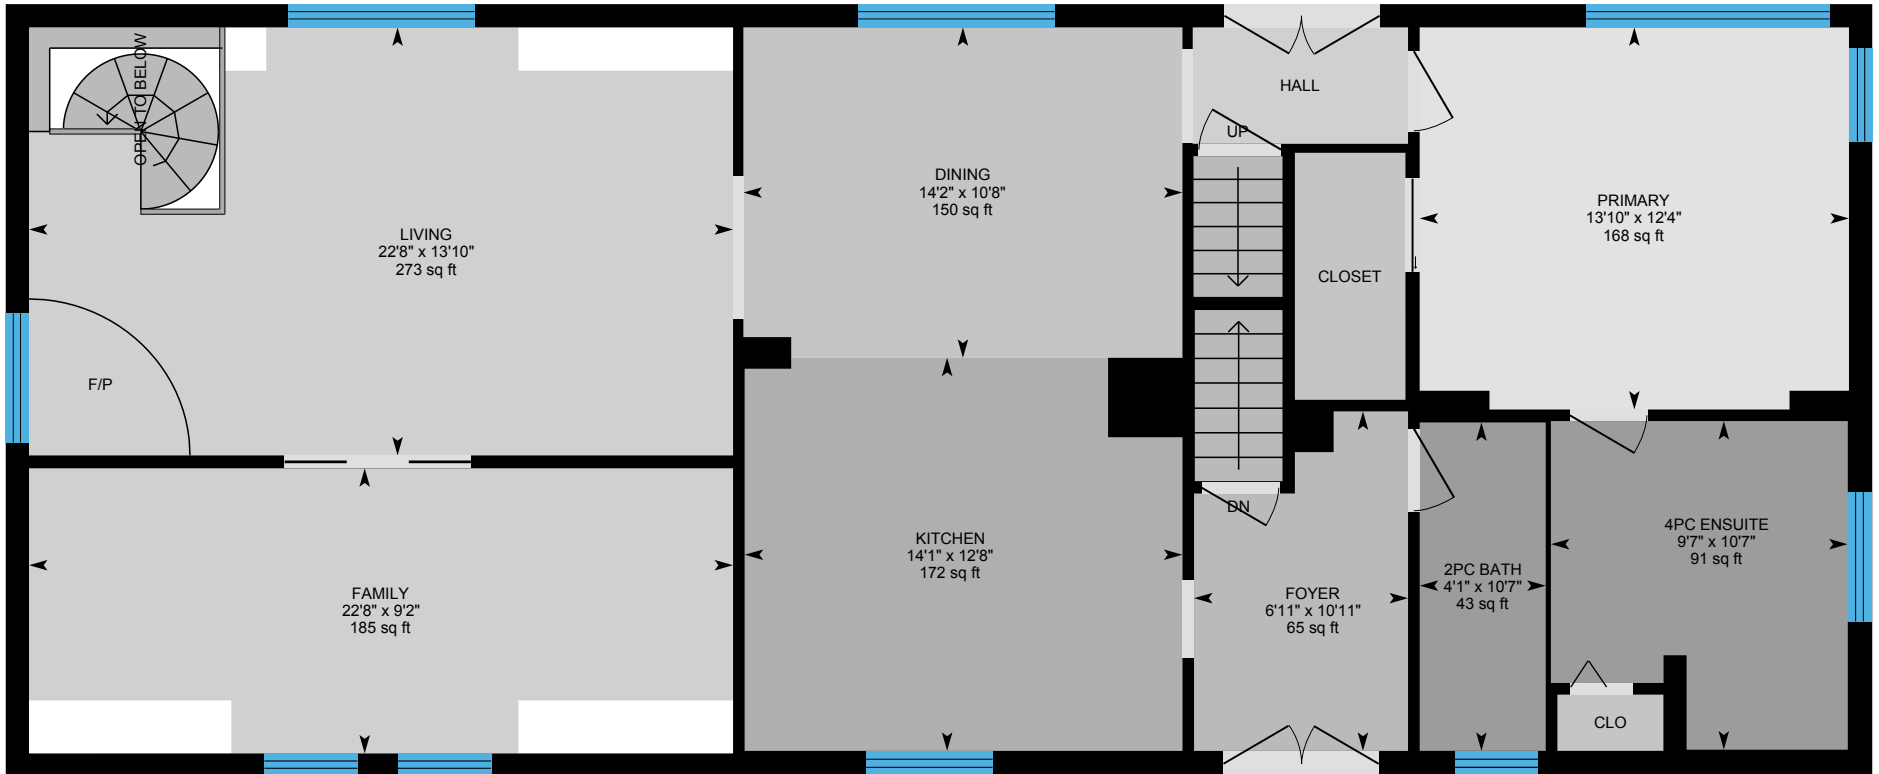 OPEN TO BELOW
LIVING
22'8" x 13'10"
273 sq ft
F/P
FAMILY
22'8" x 9'2"
185 sq ft
DINING
14'2" x 10'8"
150 sq ft
KITCHEN
14'1" x 12'8"
172 sq ft
HALL
UP
CLOSET
DN
FOYER
6'11" x 10'11"
65 sq ft
PRIMARY
13'10" x 12'4"
168 sq ft
2PC BATH
4'1" x 10'7"
43 sq ft
4PC ENSUITE
9'7" x 10'7"
91 sq ft
CLO